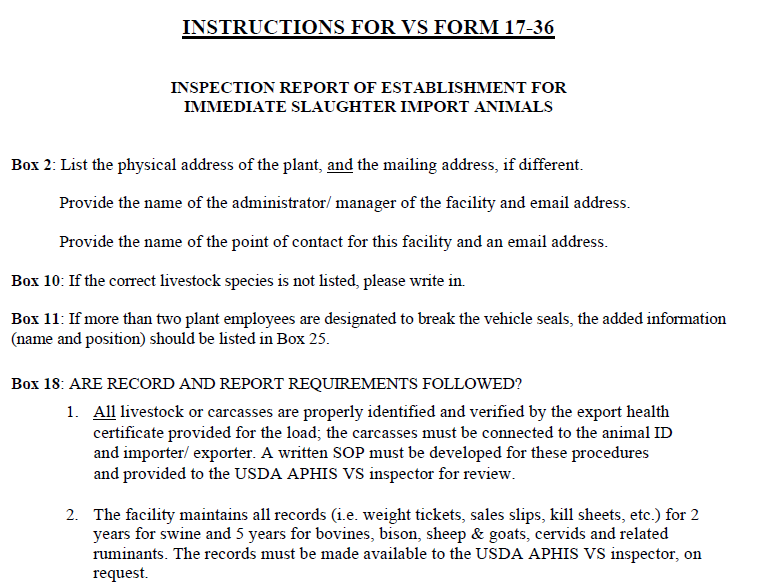 INSTRUCTIONS FOR VS FORM 17-36
INSPECTION REPORT OF ESTABLISHMENT FOR
IMMEDIATE SLAUGHTER IMPORT ANIMALS
Box 2: List the physical address of the plant, and the mailing address, if different.
Provide the name of the administrator/ manager of the facility and email address.
Provide the name of the point of contact for this facility and an email address.
Box 10: If the correct livestock species is not listed, please write in.
Box 11: If more than two plant employees are designated to break the vehicle seals, the added information
(name and position) should be listed in Box 25.
Box 18: ARE RECORD AND REPORT REQUIREMENTS FOLLOWED?
1. All livestock or carcasses are properly identified and verified by the export health
certificate provided for the load; the carcasses must be connected to the animal ID
and importer/ exporter. A written SOP must be developed for these procedures
and provided to the USDA APHIS VS inspector for review.
2. The facility maintains all records (i.e. weight tickets, sales slips, kill sheets, etc.) for 2
years for swine and 5 years for bovines, bison, sheep & goats, cervids and related
ruminants. The records must be made available to the USDA APHIS VS inspector, on
request.